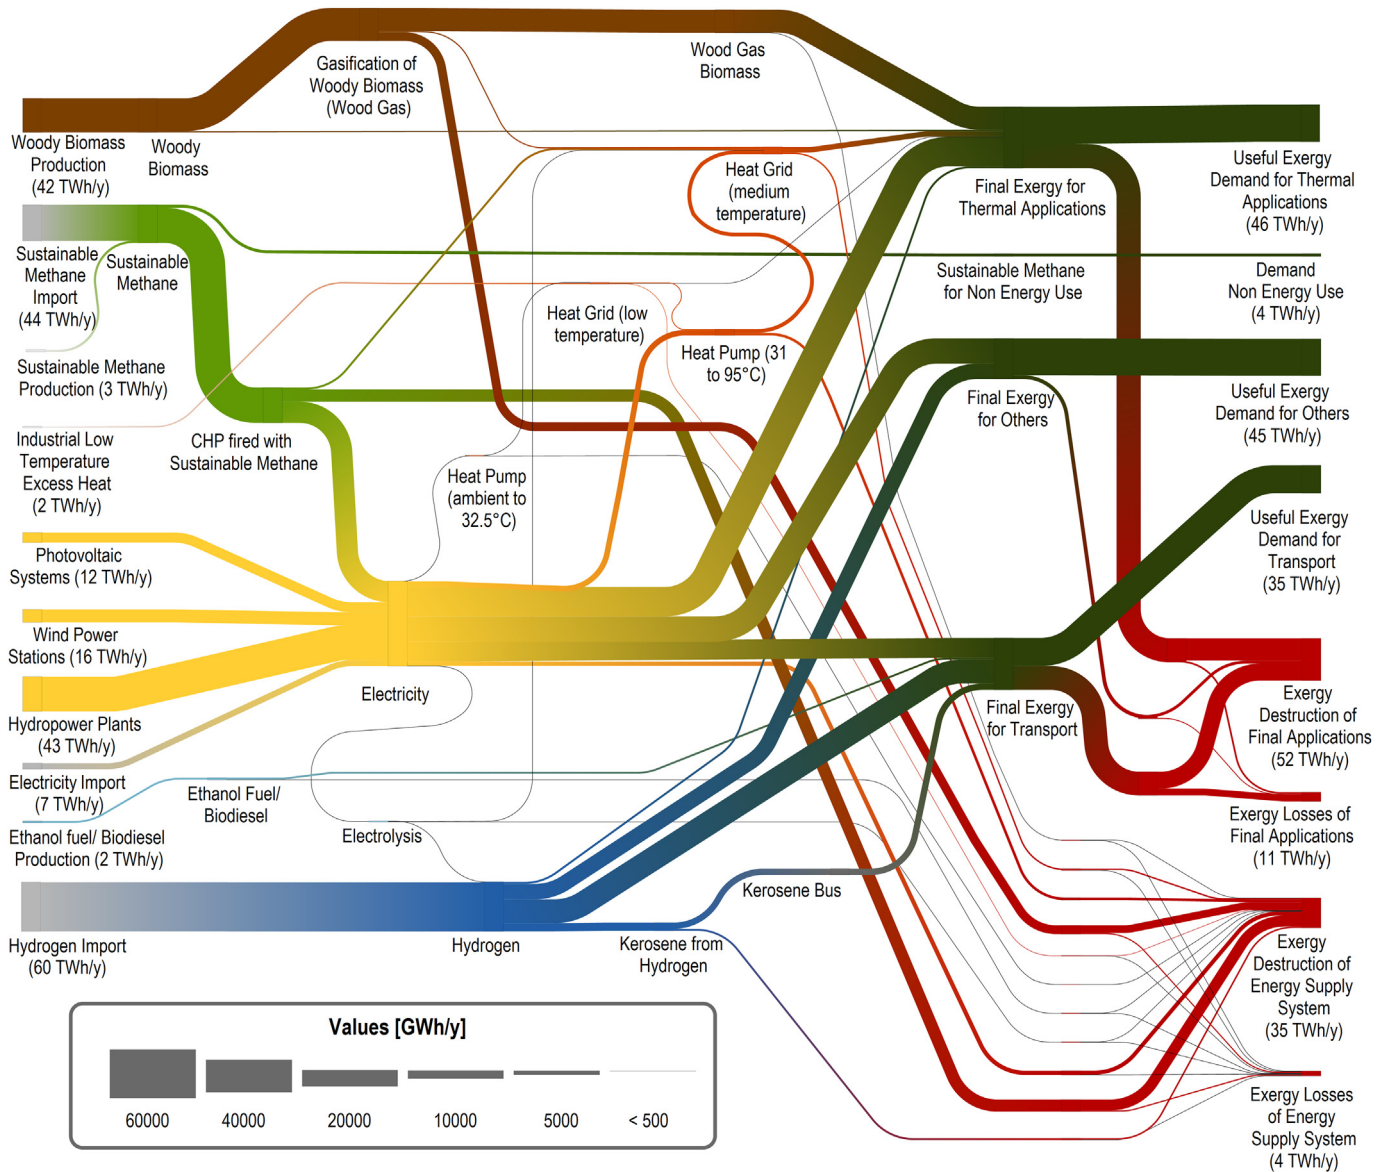 Gasification of
Woody Biomass
(Wood Gas)
Wood Gas
Biomass
Woody Biomass
Production
(42 TWh/y)
Woody
Biomass
Heat Grid
(medium
temperature)
Final Exergy for
Thermal Applications
Useful Exergy
Demand for Thermal
Applications
(46 TWh/y)
Sustainable
Methane
Import
(44 TWh/y)
Sustainable
Methane
Sustainable Methane
for Non Energy Use
Demand
Non Energy Use
(4 TWh/y)
Heat Grid (low
temperature)
Heat Pump (31
to 95°C)
Sustainable Methane
Production (3 TWh/y)
Final Exergy
for Others
Useful Exergy
Demand for Others
(45 TWh/y)
Industrial Low
Temperature
Excess Heat
(2 TWh/y)
CHP fired with
Sustainable Methane
Heat Pump
(ambient to
32.5°C)
Useful Exergy
Demand for
Transport
(35 TWh/y)
Photovoltaic
Systems (12 TWh/y)
Wind Power
Stations (16 TWh/y)
Electricity
Hydropower Plants
(43 TWh/y)
Final Exergy
for Transport
Exergy
Destruction of
Final Applications
(52 TWh/y)
Electricity Import
(7 TWh/y)
Ethanol Fuel/
Biodiesel
Ethanol fuel/ Biodiesel
Production (2 TWh/y)
Electrolysis
Exergy Losses of
Final Applications
(11 TWh/y)
Kerosene Bus
Hydrogen Import
(60 TWh/y)
Hydrogen
Kerosene from
Hydrogen
Exergy
Destruction of
Energy Supply
System
(35 TWh/y)
Values [GWh/y]
60000
40000
20000
10000
5000
< 500
Exergy Losses
of Energy
Supply System
(4 TWh/y)